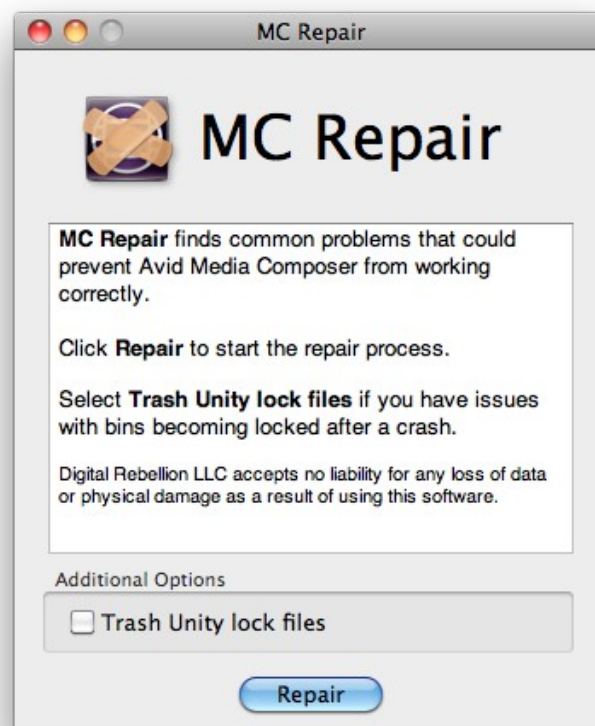 MC Repair
MC Repair
MC Repair finds common problems that could
prevent Avid Media Composer from working
correctly.
Click Repair to start the repair process.
Select Trash Unity lock files if you have issues
with bins becoming locked after a crash.
Digital Rebellion LLC accepts no liability for any loss of data
or physical damage as a result of using this software.
Additional Options
Trash Unity lock files
Repair